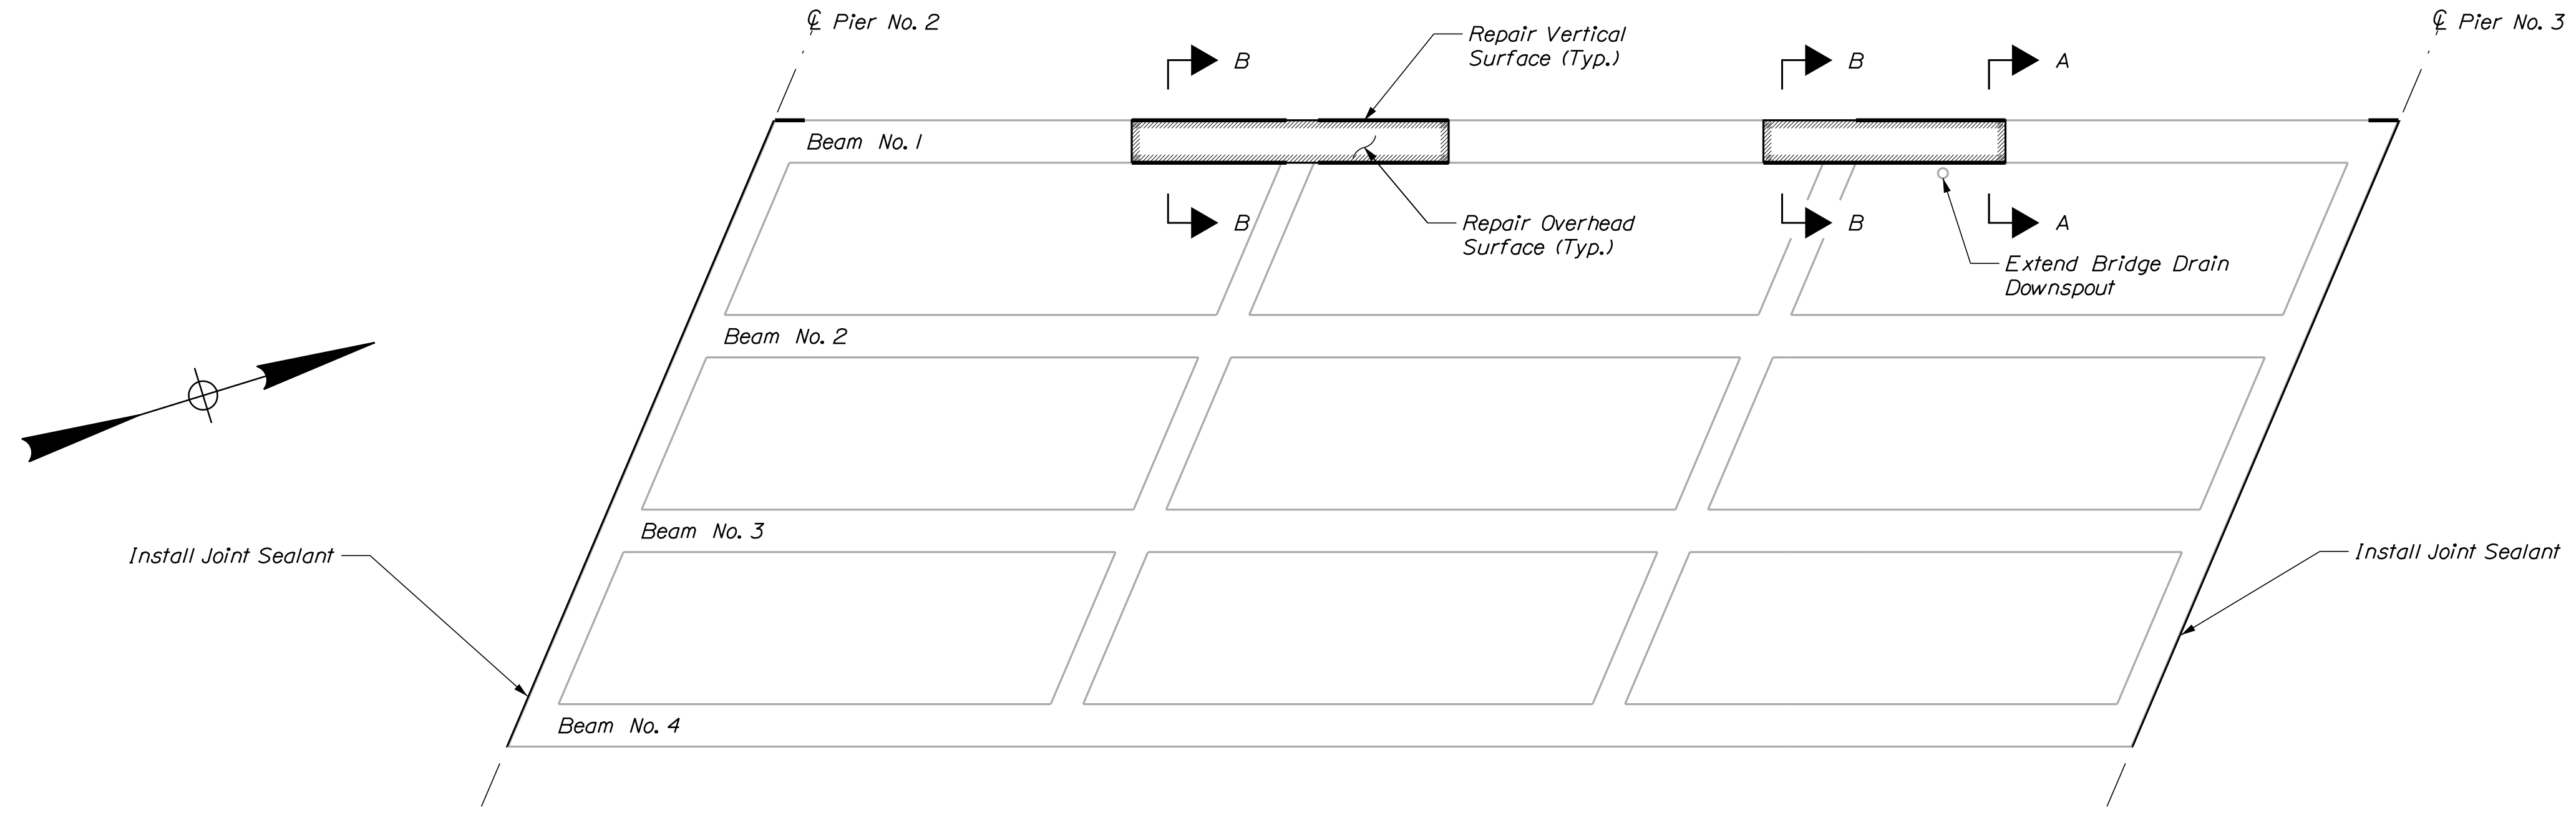 ℄ Pier No. 2
℄ Pier No. 3
Repair Vertical
Surface (Typ.)
B
B
A
Beam No. 1
B
B
A
Repair Overhead
Surface (Typ.)
Extend Bridge Drain
Downspout
Beam No. 2
Beam No. 3
Install Joint Sealant
Install Joint Sealant
Beam No. 4